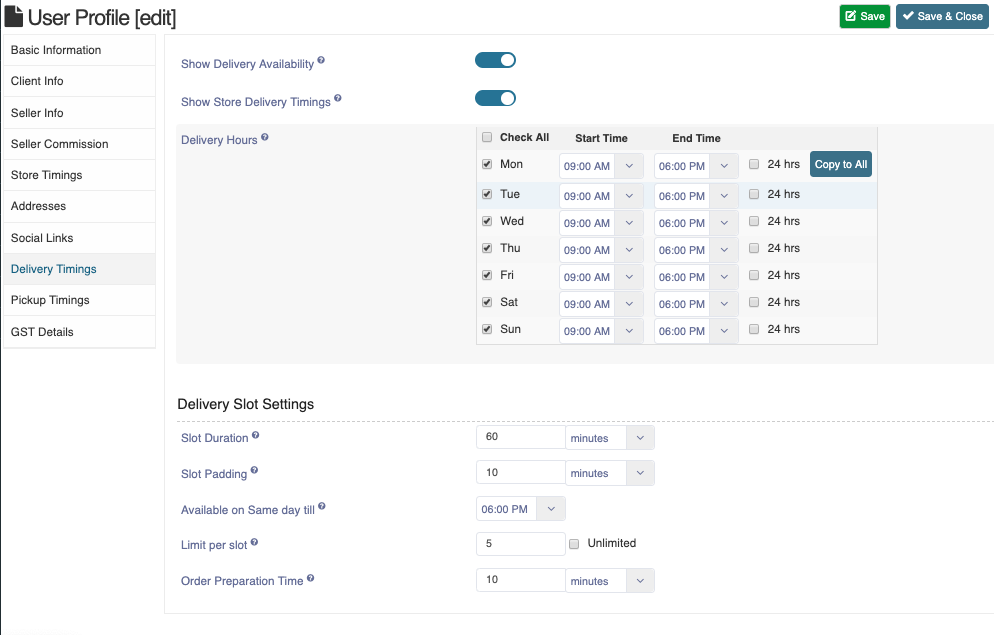 User Profile [edit]
Save
Save & Close
Basic Information
Client Info
Seller Info
Seller Commission
Store Timings
Addresses
Social Links
Delivery Timings
Pickup Timings
GST Details
Show Delivery Availability ?
Show Store Delivery Timings ?
Delivery Hours ?
Check All Start Time End Time
Mon 09:00 AM 06:00 PM 24 hrs Copy to All
Tue 09:00 AM 06:00 PM 24 hrs
Wed 09:00 AM 06:00 PM 24 hrs
Thu 09:00 AM 06:00 PM 24 hrs
Fri 09:00 AM 06:00 PM 24 hrs
Sat 09:00 AM 06:00 PM 24 hrs
Sun 09:00 AM 06:00 PM 24 hrs
Delivery Slot Settings
Slot Duration ? 60 minutes
Slot Padding ? 10 minutes
Available on Same day till ? 06:00 PM
Limit per slot ? 5 Unlimited
Order Preparation Time ? 10 minutes